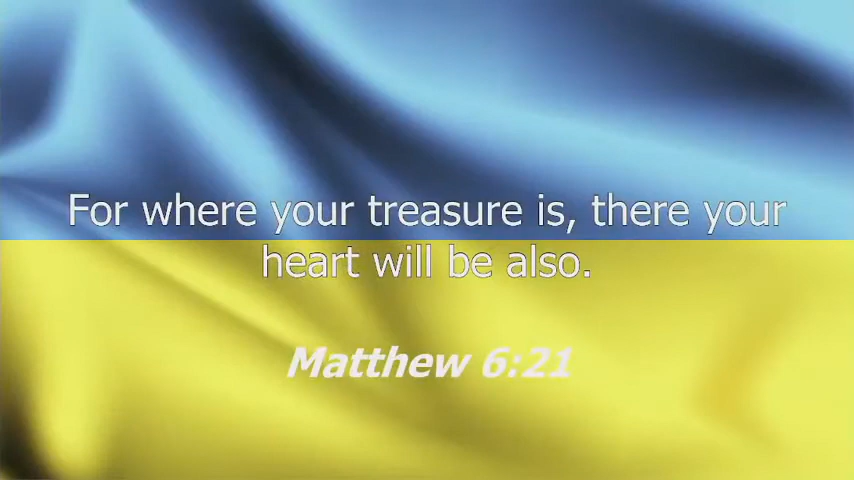 For where your treasure is, there your
heart will be also.
Matthew 6:21